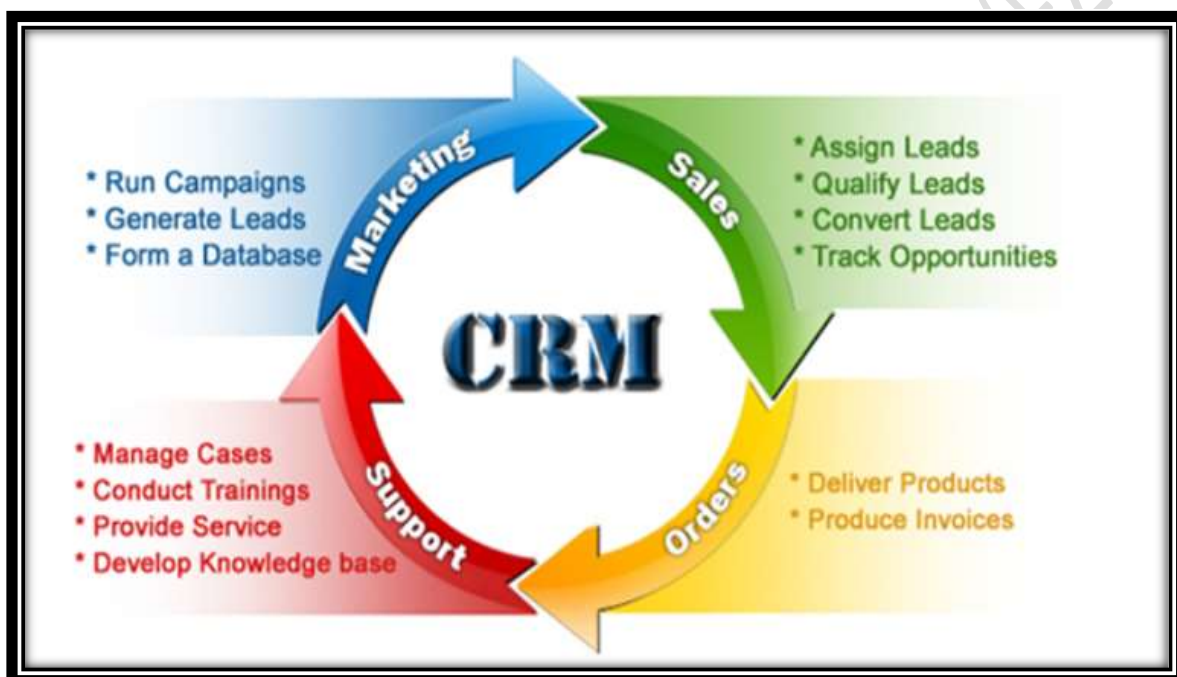 Marketing
* Run Campaigns
* Generate Leads
* Form a Database
Sales
* Assign Leads
* Qualify Leads
* Convert Leads
* Track Opportunities
CRM
Orders
* Deliver Products
* Produce Invoices
Support
* Manage Cases
* Conduct Trainings
* Provide Service
* Develop Knowledge base